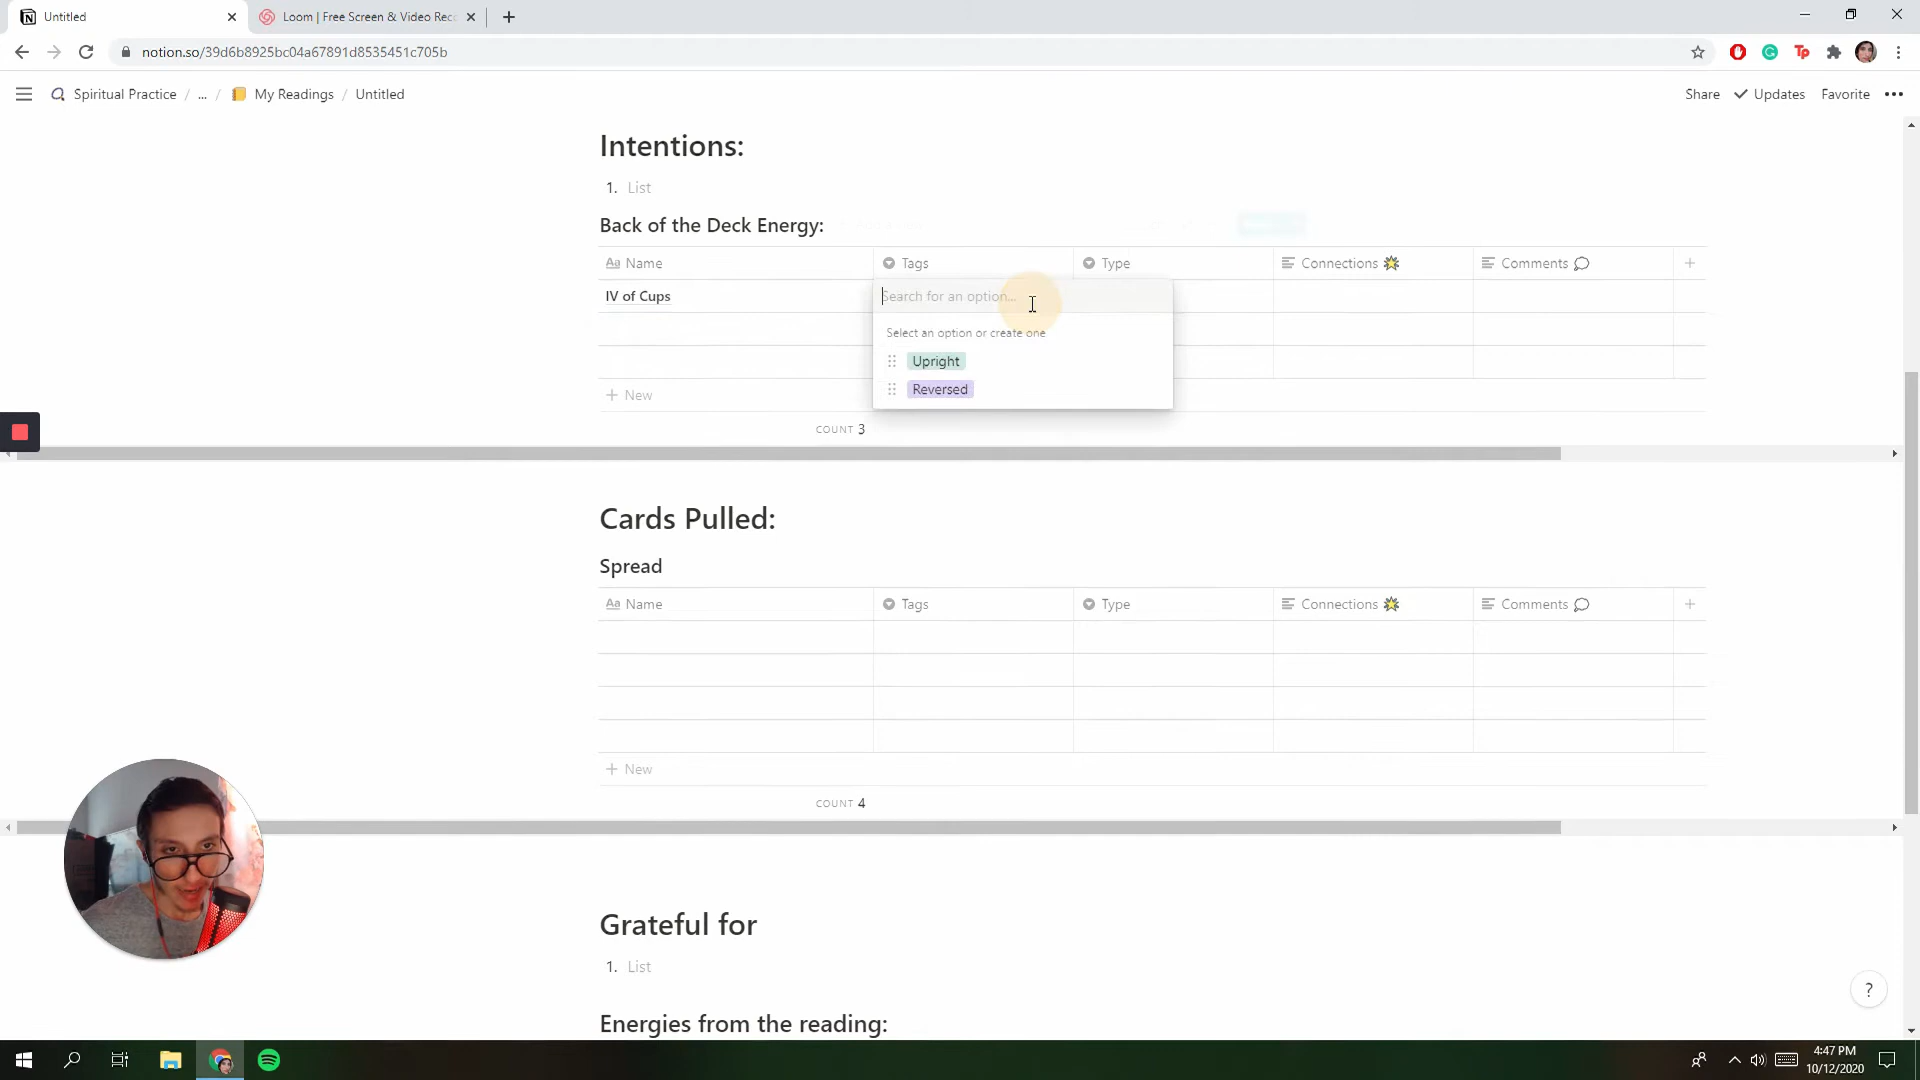 Untitled
Loom | Free Screen & Video Rec
notion.so/39d6b8925bc04a67891d8535451c705b
Spiritual Practice / ... / My Readings / Untitled
Share Updates Favorite
Intentions:
1. List
Back of the Deck Energy:
Aa Name Tags Type Connections Comments
IV of Cups Search for an option...
Select an option or create one
Upright
Reversed
New
COUNT 3
Cards Pulled:
Spread
Aa Name Tags Type Connections Comments
New
COUNT 4
Grateful for
1. List
?
Energies from the reading:
4:47 PM
10/12/2020